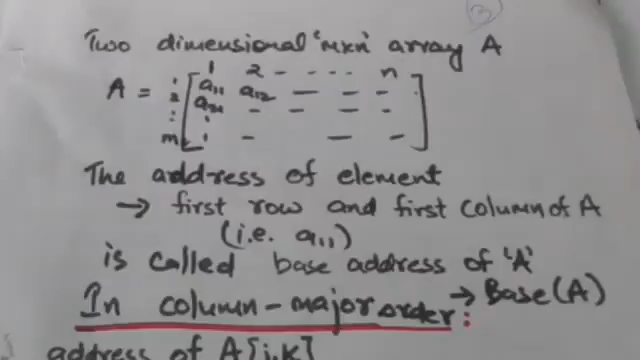 3
Two dimensional 'mxn' array A
1 2 - - - - - n
A = 1 [ a11 a12 — — — -
2 a21 - - - -
:
m - — - ]
The address of element
→ first row and first column of A
(i.e. a11)
is called base address of 'A'
→ Base(A)
In column-major order :
address of A[j,k]